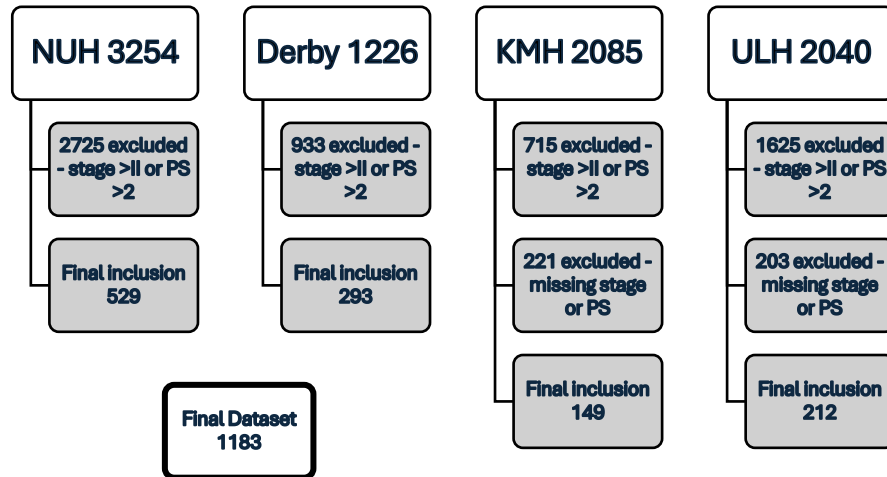 NUH 3254
Derby 1226
KMH 2085
ULH 2040
2725 excluded
- stage >II or PS
>2
933 excluded -
stage >II or PS
>2
715 excluded -
stage >II or PS
>2
1625 excluded
- stage >II or PS
>2
Final inclusion
529
Final inclusion
293
221 excluded -
missing stage
or PS
203 excluded -
missing stage
or PS
Final inclusion
149
Final inclusion
212
Final Dataset
1183